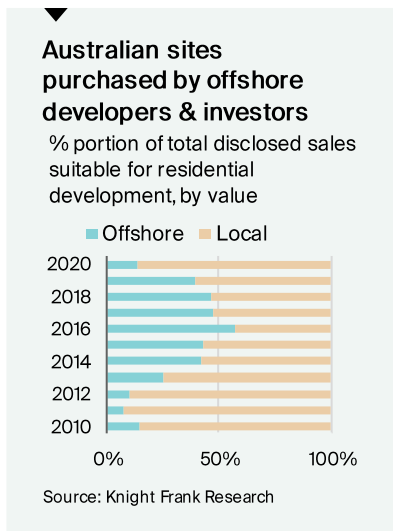 Australian sites
purchased by offshore
developers & investors
% portion of total disclosed sales
suitable for residential
development, by value
Offshore Local
2020
2018
2016
2014
2012
2010
0% 50% 100%
Source: Knight Frank Research